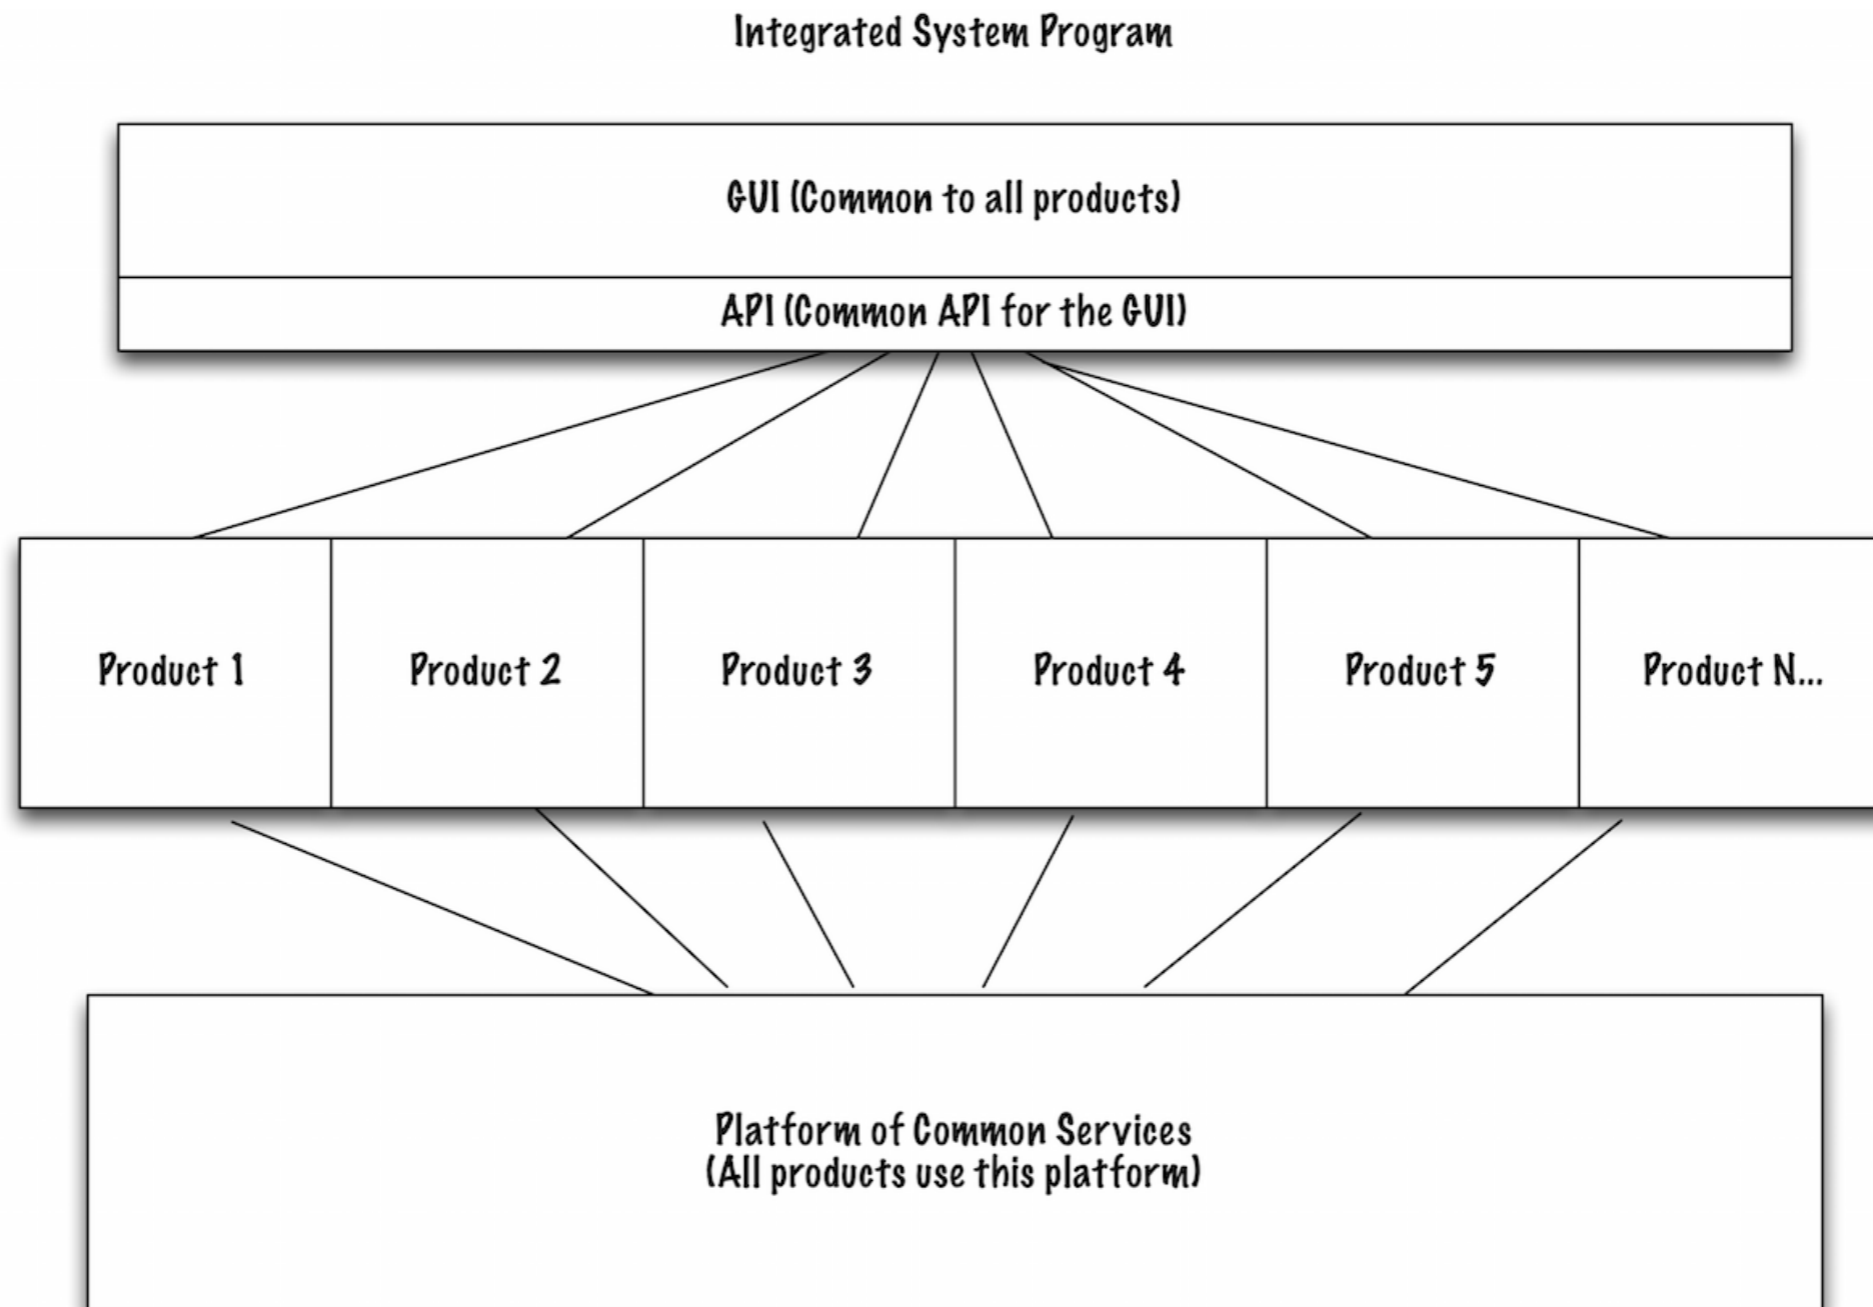 Integrated System Program
GUI (Common to all products)
API (Common API for the GUI)
Product 1
Product 2
Product 3
Product 4
Product 5
Product N...
Platform of Common Services
(All products use this platform)